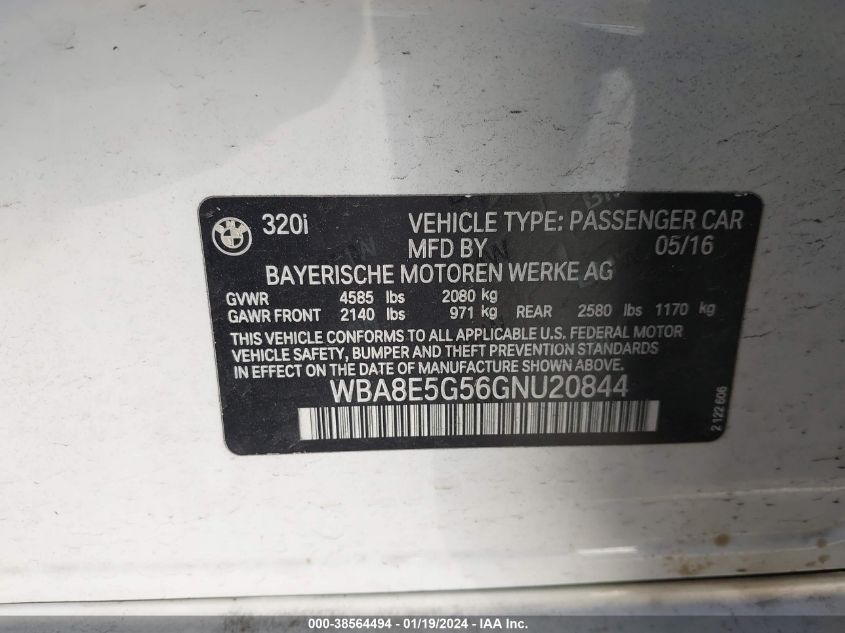 320i VEHICLE TYPE: PASSENGER CAR
MFD BY 05/16
BAYERISCHE MOTOREN WERKE AG
GVWR 4585 lbs 2080 kg
GAWR FRONT 2140 lbs 971 kg REAR 2580 lbs 1170 kg
THIS VEHICLE CONFORMS TO ALL APPLICABLE U.S. FEDERAL MOTOR
VEHICLE SAFETY, BUMPER AND THEFT PREVENTION STANDARDS
IN EFFECT ON THE DATE OF MANUFACTURE SHOWN ABOVE.
WBA8E5G56GNU20844
2 122 606
000-38564494 - 01/19/2024 - IAA Inc.